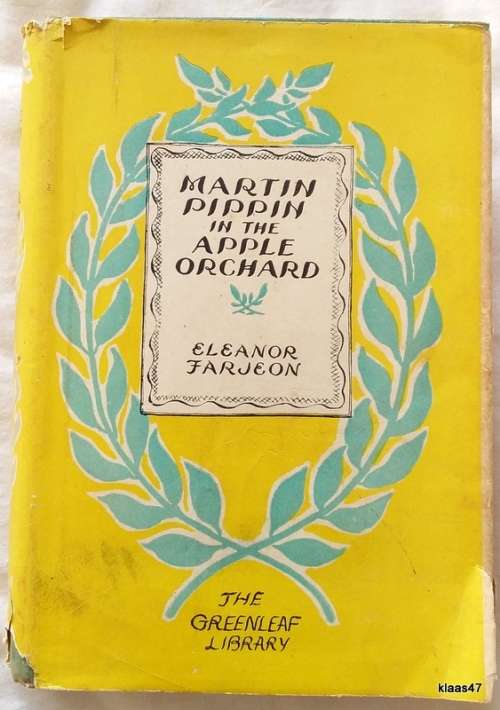 MARTIN
PIPPIN
IN THE
APPLE
ORCHARD
ELEANOR
FARJEON
THE
GREENLEAF
LIBRARY
klaas47